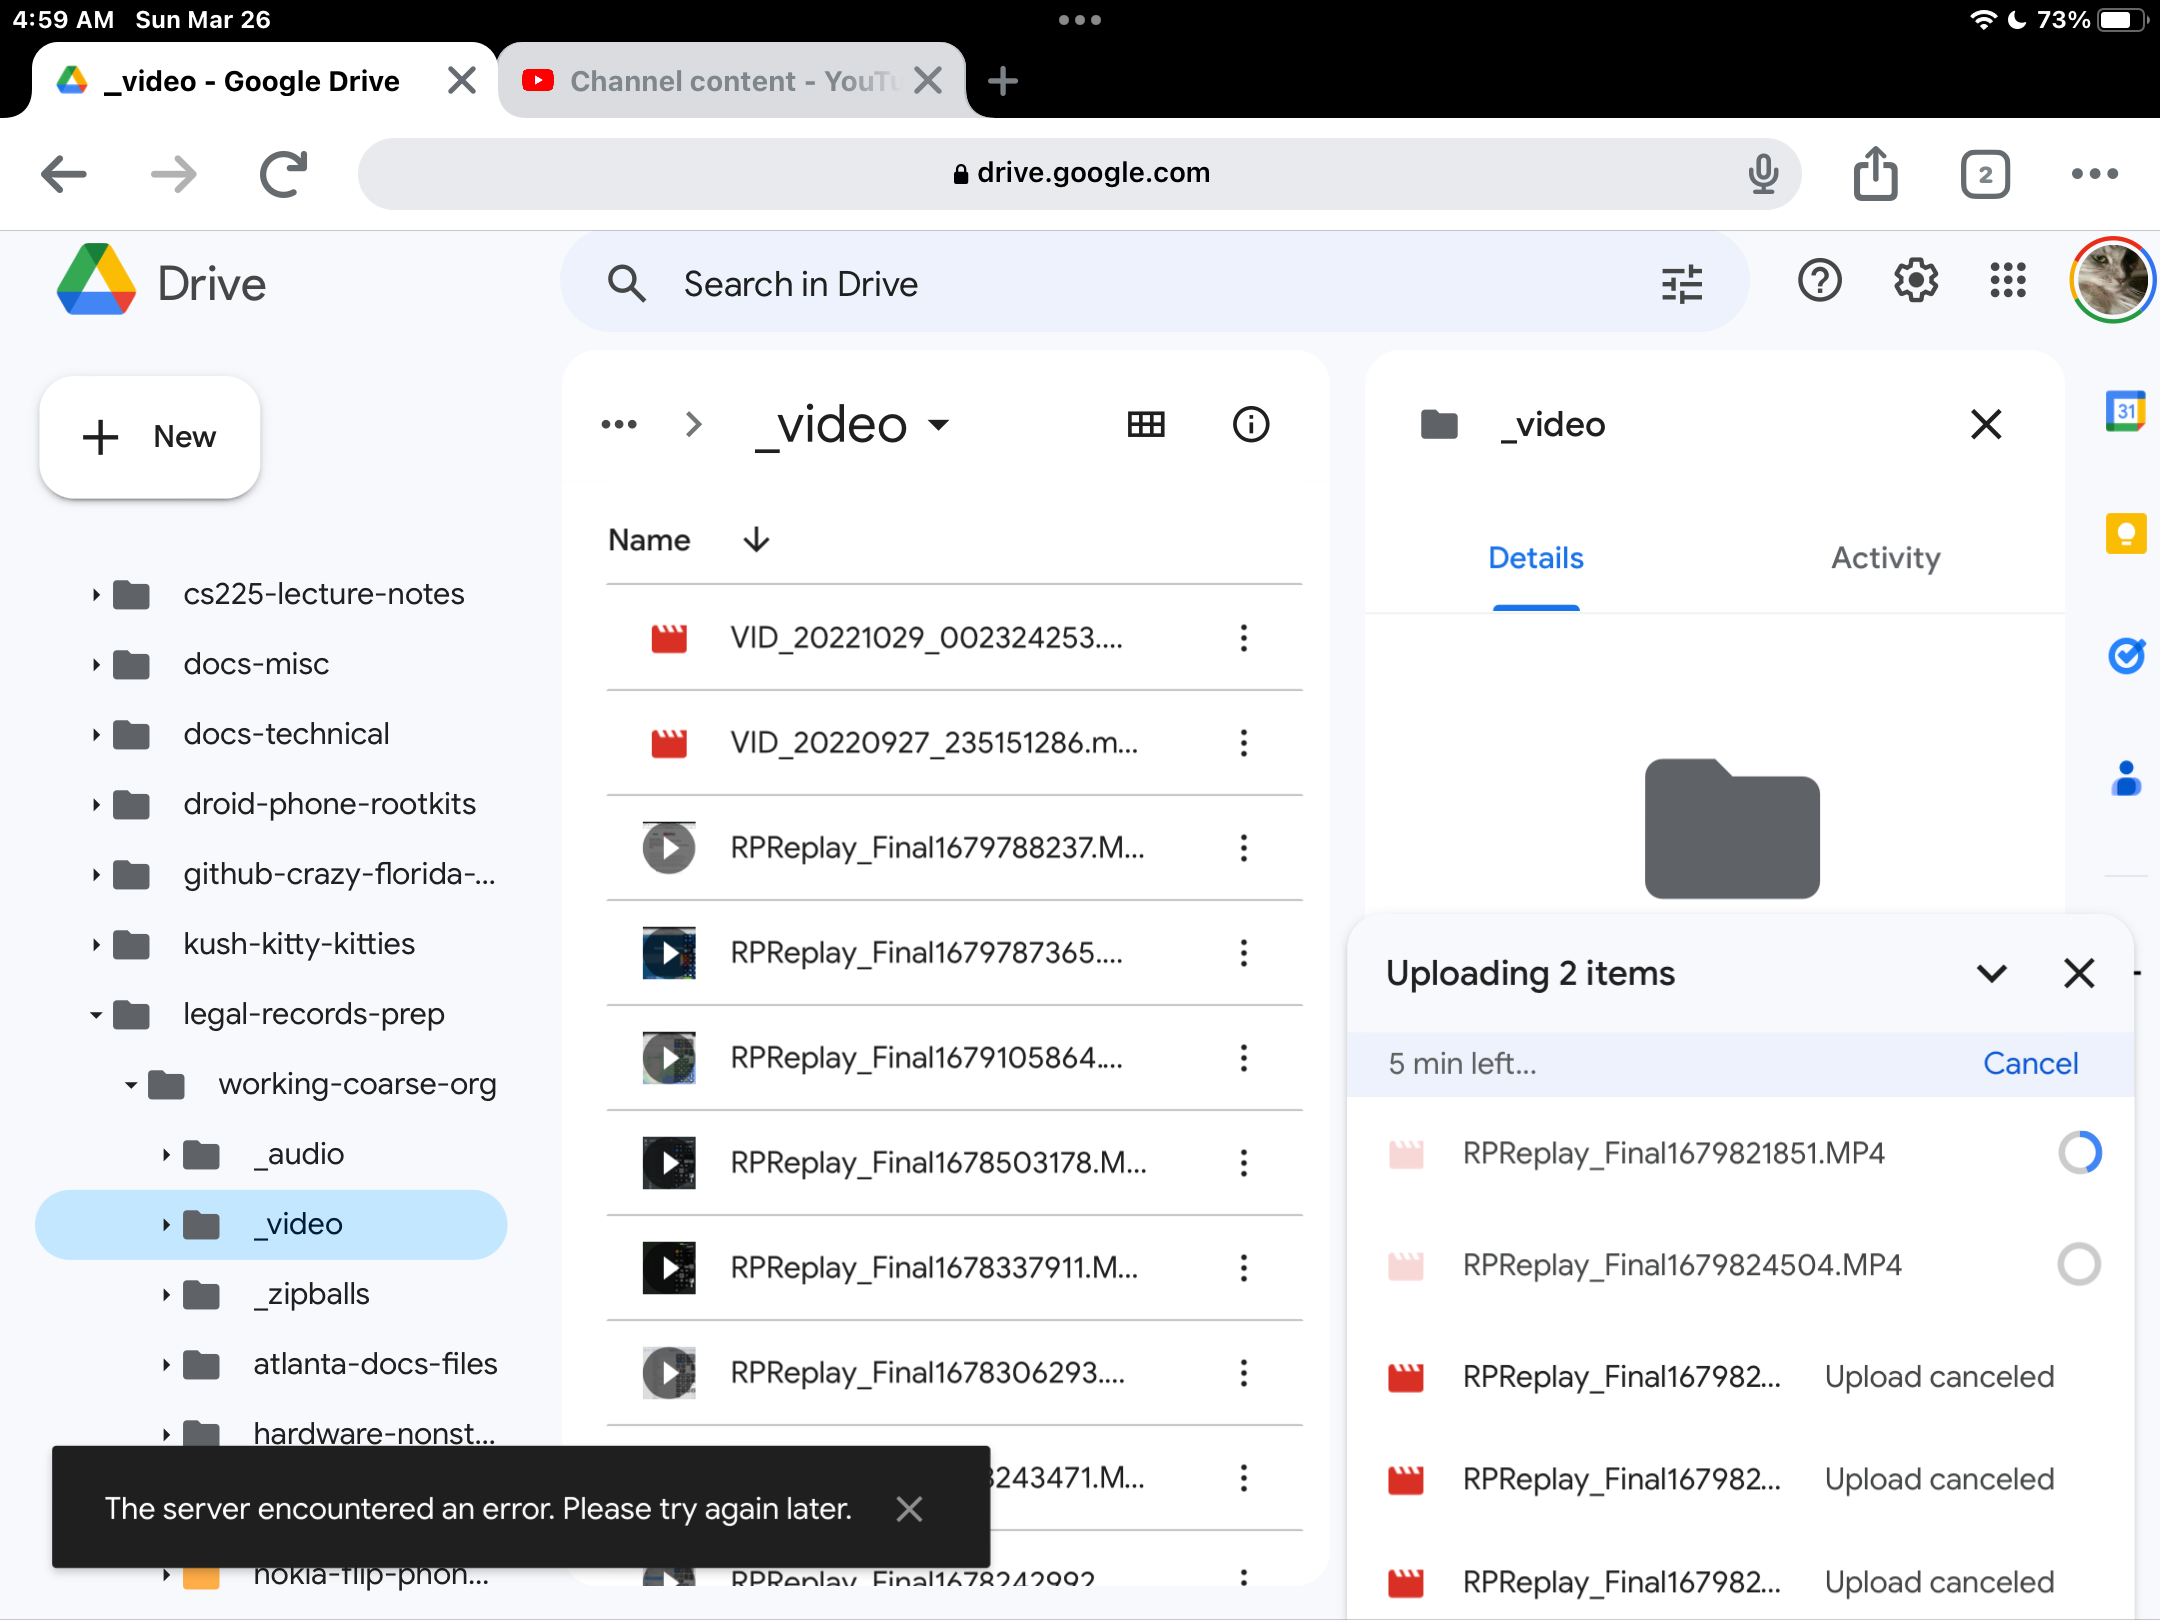 4:59 AM Sun Mar 26
73%
_video - Google Drive
Channel content - YouTu
drive.google.com
2
Drive
Search in Drive
New
cs225-lecture-notes
docs-misc
docs-technical
droid-phone-rootkits
github-crazy-florida-...
kush-kitty-kitties
legal-records-prep
working-coarse-org
_audio
_video
_zipballs
atlanta-docs-files
hardware-nonst...
nokia-flip-phon...
_video
Name
VID_20221029_002324253....
VID_20220927_235151286.m...
RPReplay_Final1679788237.M...
RPReplay_Final1679787365....
RPReplay_Final1679105864....
RPReplay_Final1678503178.M...
RPReplay_Final1678337911.M...
RPReplay_Final1678306293....
3243471.M...
RPReplay_Final1678242992
The server encountered an error. Please try again later.
_video
Details
Activity
31
Uploading 2 items
5 min left...
Cancel
RPReplay_Final1679821851.MP4
RPReplay_Final1679824504.MP4
RPReplay_Final167982... Upload canceled
RPReplay_Final167982... Upload canceled
RPReplay_Final167982... Upload canceled